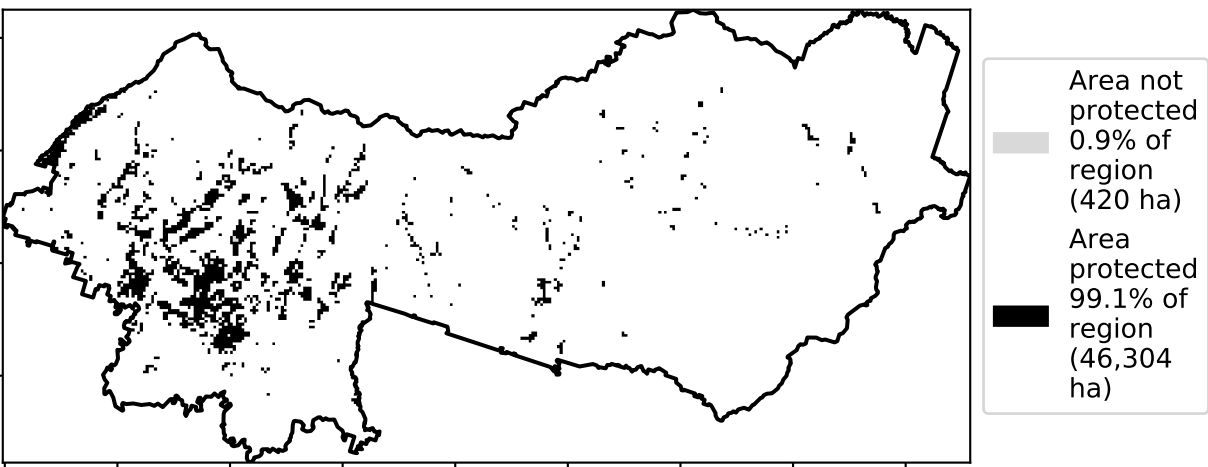 Area not
protected
0.9% of
region
(420 ha)
Area
protected
99.1% of
region
(46,304
ha)